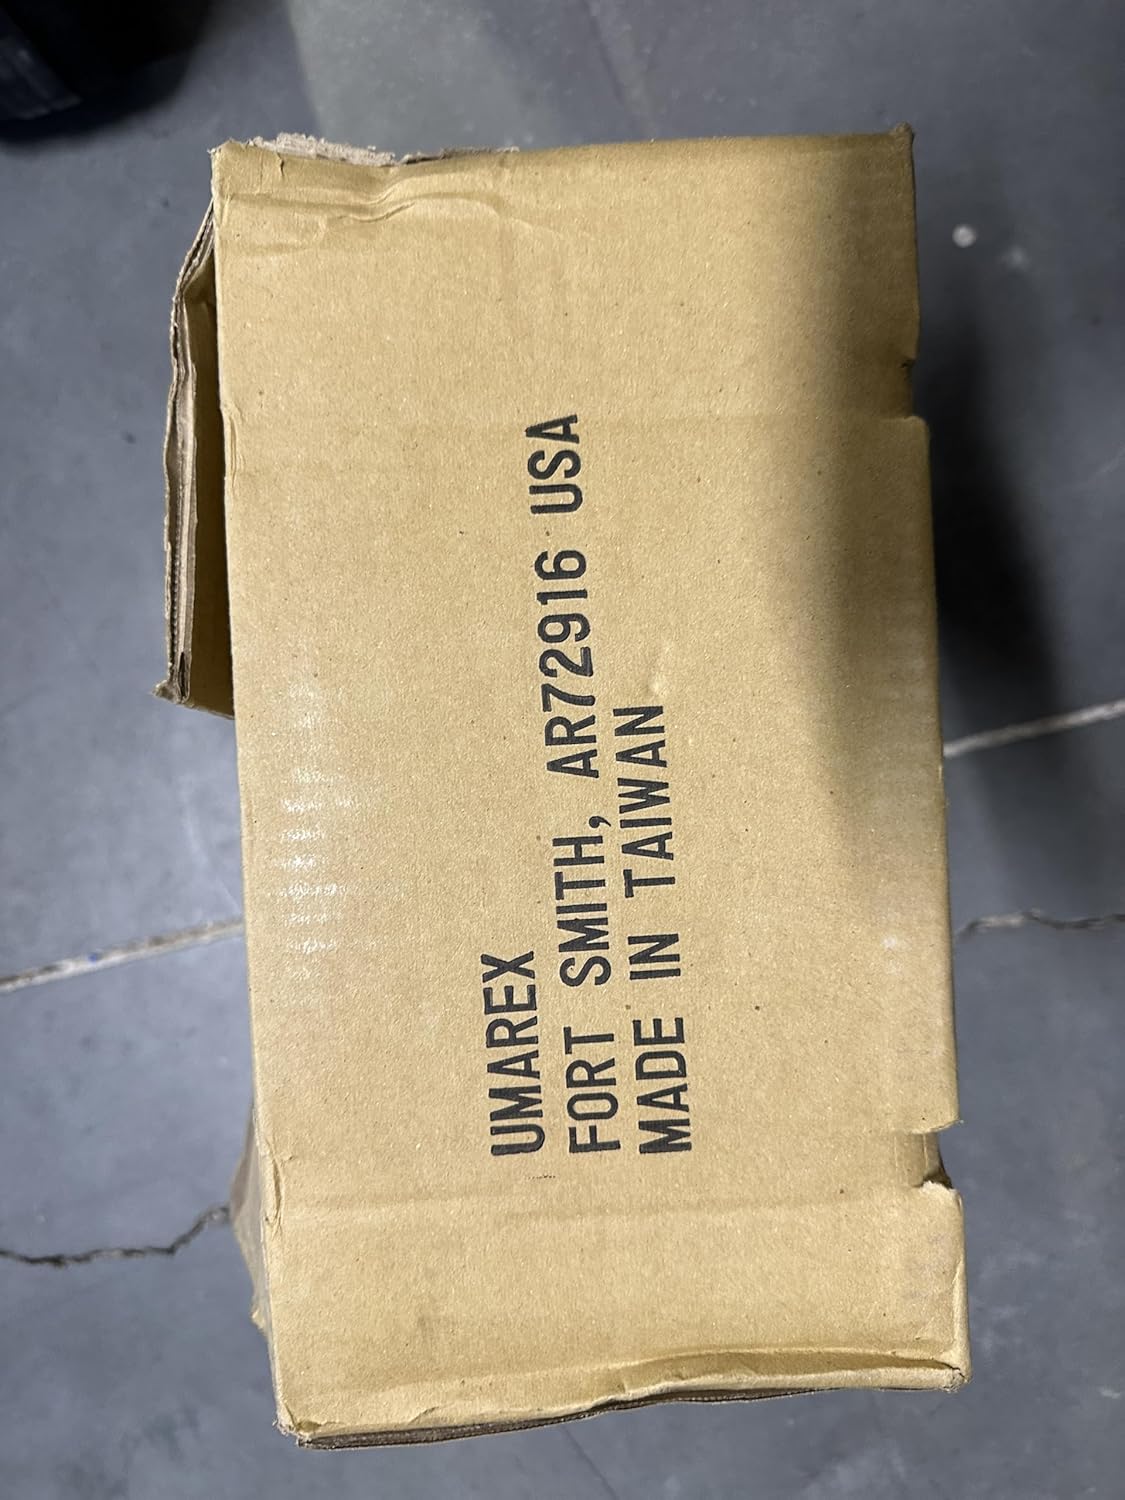 UMAREX
FORT SMITH, AR72916 USA
MADE IN TAIWAN